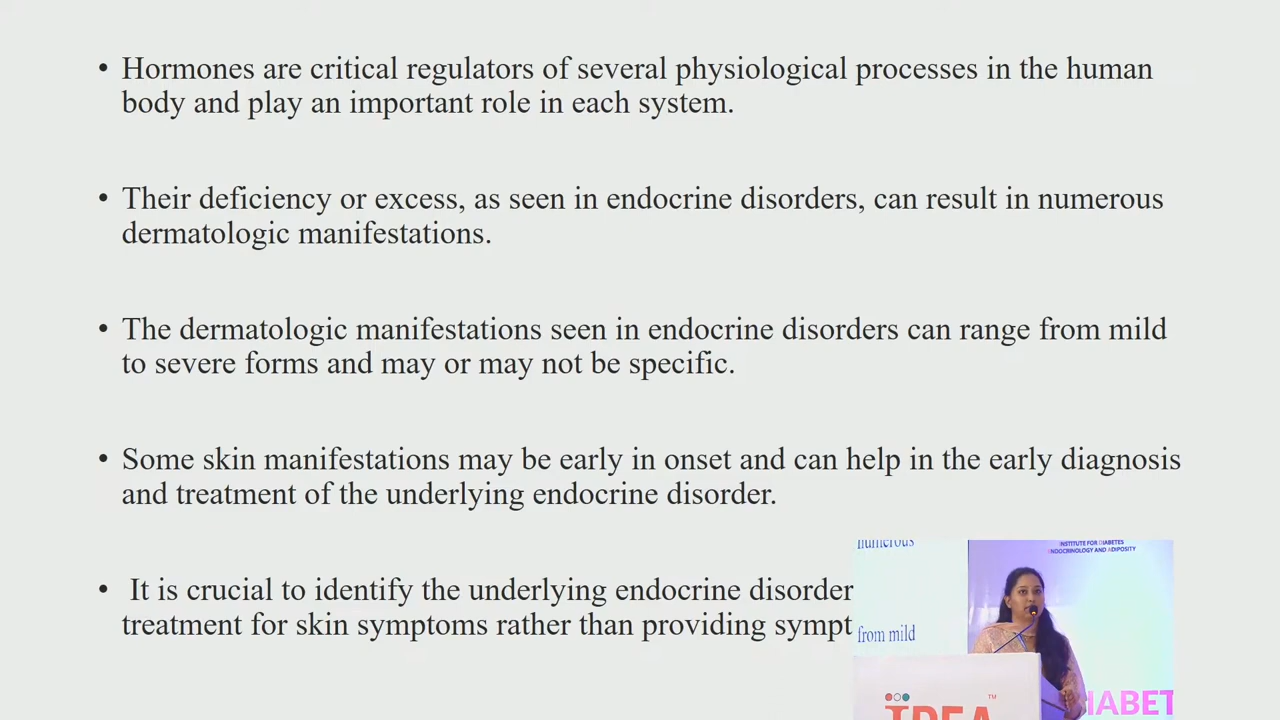 • Hormones are critical regulators of several physiological processes in the human
body and play an important role in each system.
• Their deficiency or excess, as seen in endocrine disorders, can result in numerous
dermatologic manifestations.
• The dermatologic manifestations seen in endocrine disorders can range from mild
to severe forms and may or may not be specific.
• Some skin manifestations may be early in onset and can help in the early diagnosis
and treatment of the underlying endocrine disorder.
• It is crucial to identify the underlying endocrine disorder
treatment for skin symptoms rather than providing sympt
numerous
from mild
INSTITUTE FOR DIABETES
ENDOCRINOLOGY AND ADIPOSITY
TM
IABET